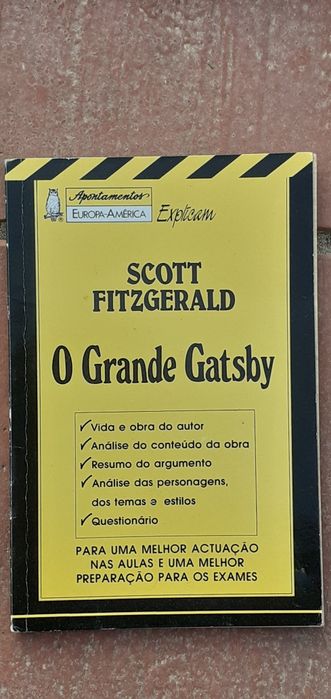 Apontamentos
EUROPA-AMÉRICA Explicam
SCOTT
FITZGERALD
O Grande Gatsby
✓ Vida e obra do autor
✓ Análise do conteúdo da obra
✓ Resumo do argumento
✓ Análise das personagens,
dos temas e estilos
✓ Questionário
PARA UMA MELHOR ACTUAÇÃO
NAS AULAS E UMA MELHOR
PREPARAÇÃO PARA OS EXAMES